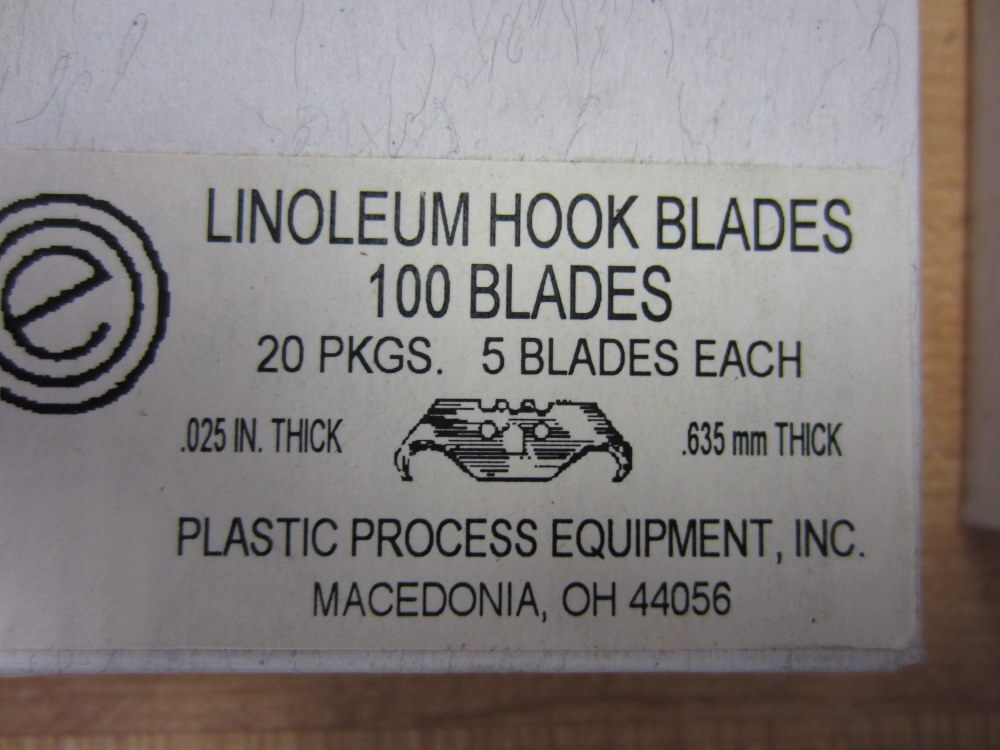 e
LINOLEUM HOOK BLADES
100 BLADES
20 PKGS. 5 BLADES EACH
.025 IN. THICK .635 mm THICK
PLASTIC PROCESS EQUIPMENT, INC.
MACEDONIA, OH 44056